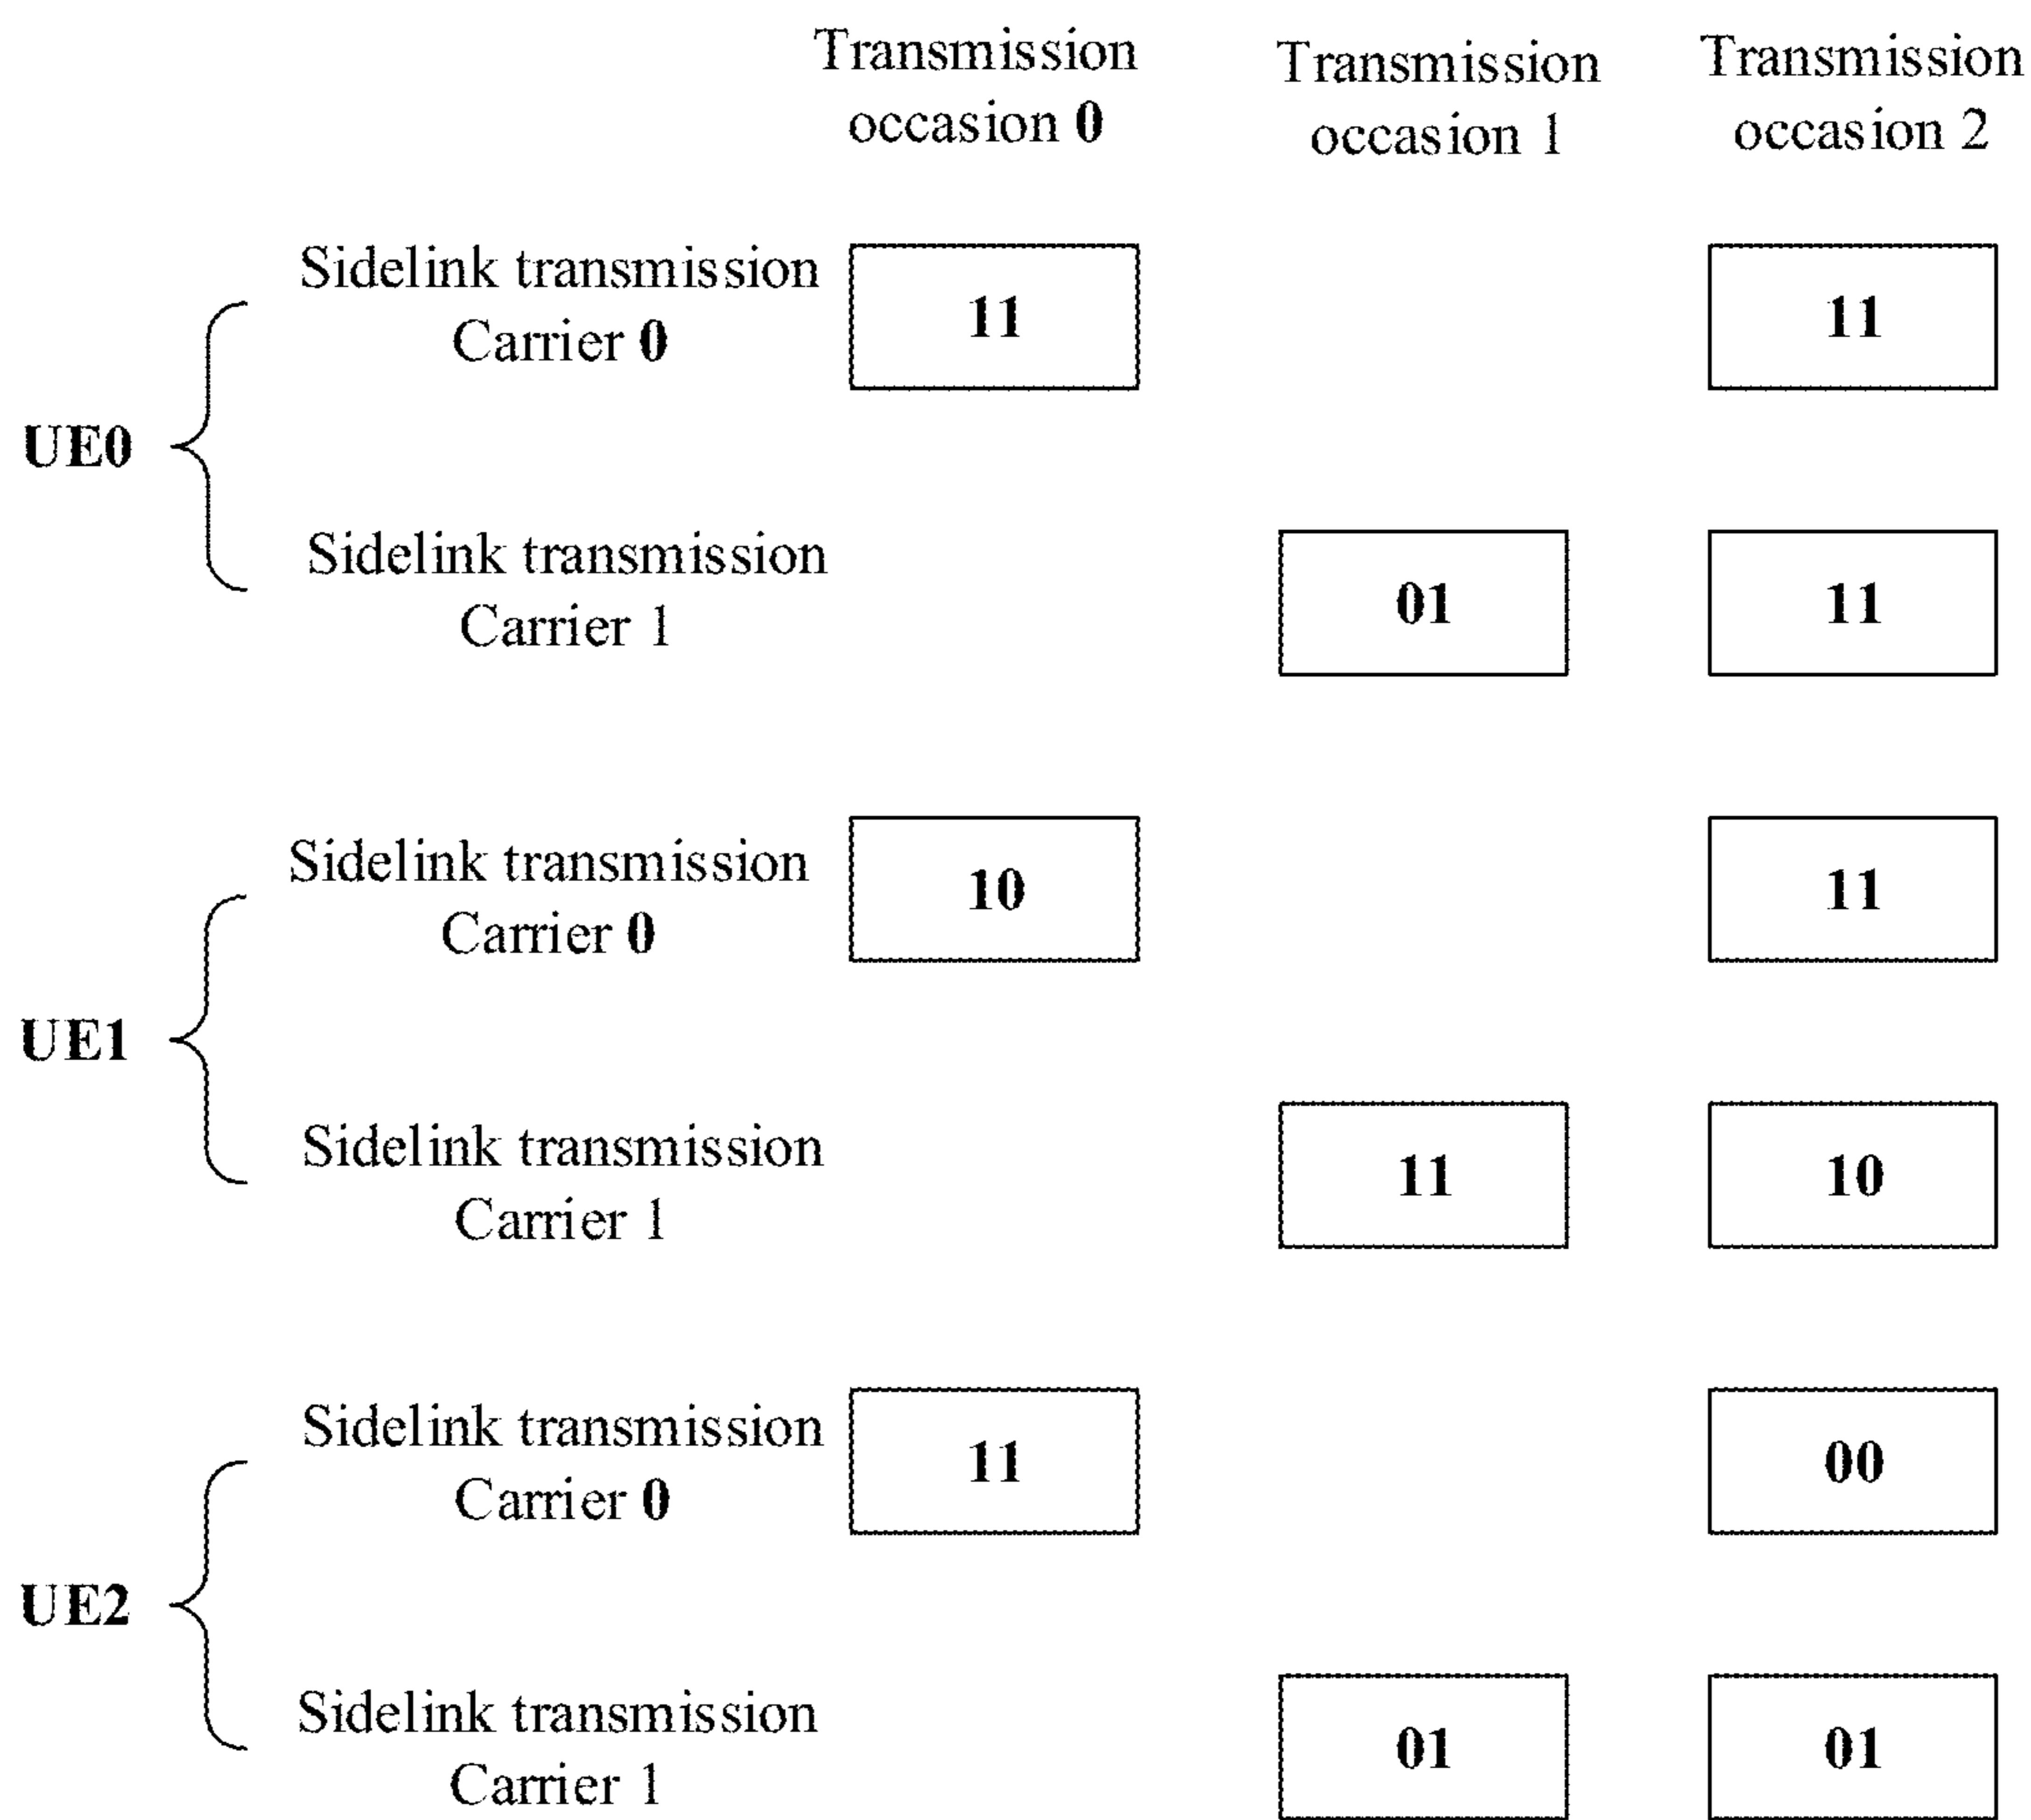 Transmission
occasion 0
Transmission
occasion 1
Transmission
occasion 2
Sidelink transmission
Carrier 0
11
11
UE0
Sidelink transmission
Carrier 1
01
11
Sidelink transmission
Carrier 0
10
11
UE1
Sidelink transmission
Carrier 1
11
10
Sidelink transmission
Carrier 0
11
00
UE2
Sidelink transmission
Carrier 1
01
01